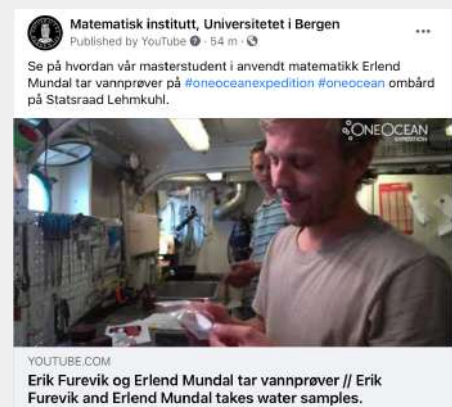 Matematisk institutt, Universitetet i Bergen
Published by YouTube · 54 m ·
Se på hvordan vår masterstudent i anvendt matematikk Erlend
Mundal tar vannprøver på #oneoceanexpedition #oneocean ombård
på Statsraad Lehmkuhl.
ONEOCEAN
EXPEDITION
YOUTUBE.COM
Erik Furevik og Erlend Mundal tar vannprøver // Erik
Furevik and Erlend Mundal takes water samples.